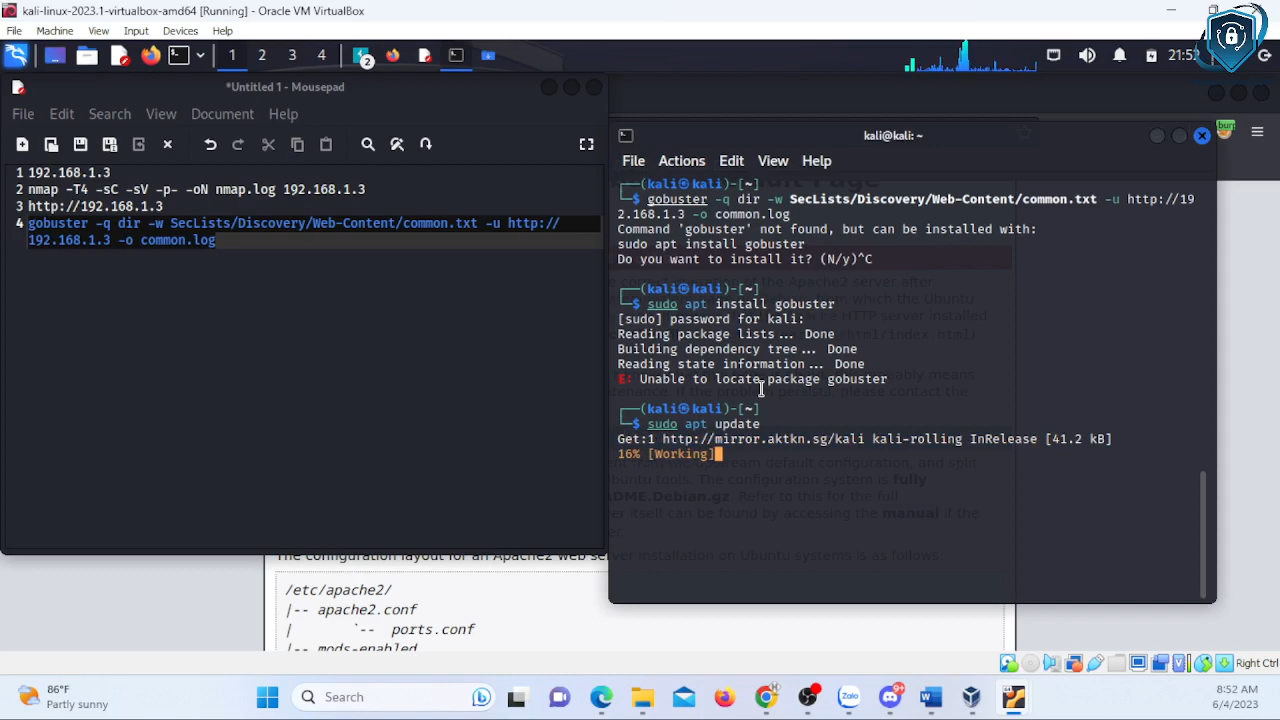 kali-linux-2023.1-virtualbox-amd64 [Running] - Oracle VM VirtualBox
File Machine View Input Devices Help
1 2 3 4 2 21:5
*Untitled 1 - Mousepad
File Edit Search View Document Help
1 192.168.1.3
2 nmap -T4 -sC -sV -p- -oN nmap.log 192.168.1.3
3 http://192.168.1.3
4 gobuster -q dir -w SecLists/Discovery/Web-Content/common.txt -u http://
192.168.1.3 -o common.log
kali@kali: ~
File Actions Edit View Help
┌──(kali㉿kali)-[~]
└─$ gobuster -q dir -w SecLists/Discovery/Web-Content/common.txt -u http://19
2.168.1.3 -o common.log
Command 'gobuster' not found, but can be installed with:
sudo apt install gobuster
Do you want to install it? (N/y)^C
┌──(kali㉿kali)-[~]
└─$ sudo apt install gobuster
[sudo] password for kali:
Reading package lists... Done
Building dependency tree... Done
Reading state information... Done
E: Unable to locate package gobuster
┌──(kali㉿kali)-[~]
└─$ sudo apt update
Get:1 http://mirror.aktkn.sg/kali kali-rolling InRelease [41.2 kB]
16% [Working]
burp
The configuration layout for an Apache2 web server installation on Ubuntu systems is as follows:
/etc/apache2/
|-- apache2.conf
| `-- ports.conf
|-- mods-enabled
Right Ctrl
86°F
Partly sunny
Search
9+
Zalo
8:52 AM
6/4/2023